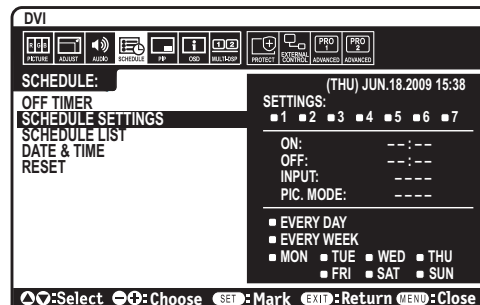 DVI
RGB
PICTURE ADJUST AUDIO SCHEDULE PIP OSD MULTI-DSP PROTECT EXTERNAL CONTROL PRO 1 ADVANCED PRO 2 ADVANCED
SCHEDULE:
OFF TIMER
SCHEDULE SETTINGS
SCHEDULE LIST
DATE & TIME
RESET
(THU) JUN.18.2009 15:38
SETTINGS:
1 2 3 4 5 6 7
ON: --:--
OFF: --:--
INPUT: ----
PIC. MODE: ----
EVERY DAY
EVERY WEEK
MON TUE WED THU
FRI SAT SUN
:Select :Choose SET:Mark EXIT:Return MENU:Close